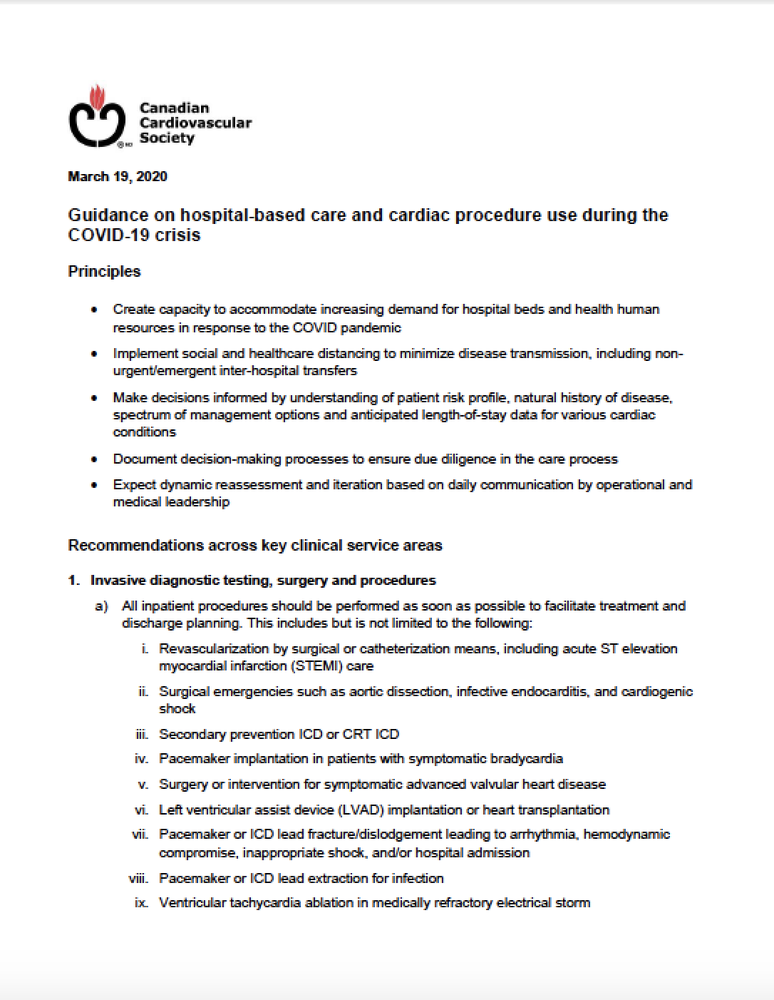 Canadian
Cardiovascular
Society
® MD
March 19, 2020
Guidance on hospital-based care and cardiac procedure use during the
COVID-19 crisis
Principles
• Create capacity to accommodate increasing demand for hospital beds and health human
resources in response to the COVID pandemic
• Implement social and healthcare distancing to minimize disease transmission, including non-
urgent/emergent inter-hospital transfers
• Make decisions informed by understanding of patient risk profile, natural history of disease,
spectrum of management options and anticipated length-of-stay data for various cardiac
conditions
• Document decision-making processes to ensure due diligence in the care process
• Expect dynamic reassessment and iteration based on daily communication by operational and
medical leadership
Recommendations across key clinical service areas
1. Invasive diagnostic testing, surgery and procedures
a) All inpatient procedures should be performed as soon as possible to facilitate treatment and
discharge planning. This includes but is not limited to the following:
i. Revascularization by surgical or catheterization means, including acute ST elevation
myocardial infarction (STEMI) care
ii. Surgical emergencies such as aortic dissection, infective endocarditis, and cardiogenic
shock
iii. Secondary prevention ICD or CRT ICD
iv. Pacemaker implantation in patients with symptomatic bradycardia
v. Surgery or intervention for symptomatic advanced valvular heart disease
vi. Left ventricular assist device (LVAD) implantation or heart transplantation
vii. Pacemaker or ICD lead fracture/dislodgement leading to arrhythmia, hemodynamic
compromise, inappropriate shock, and/or hospital admission
viii. Pacemaker or ICD lead extraction for infection
ix. Ventricular tachycardia ablation in medically refractory electrical storm